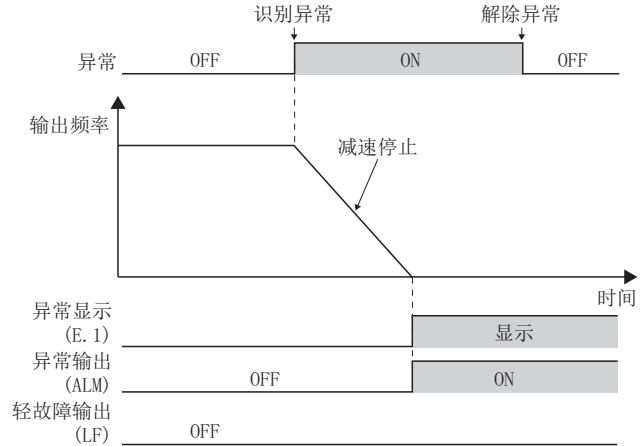 识别异常
解除异常
异常
OFF
ON
OFF
输出频率
减速停止
时间
异常显示
(E.1)
显示
异常输出
(ALM)
OFF
ON
轻故障输出
(LF)
OFF